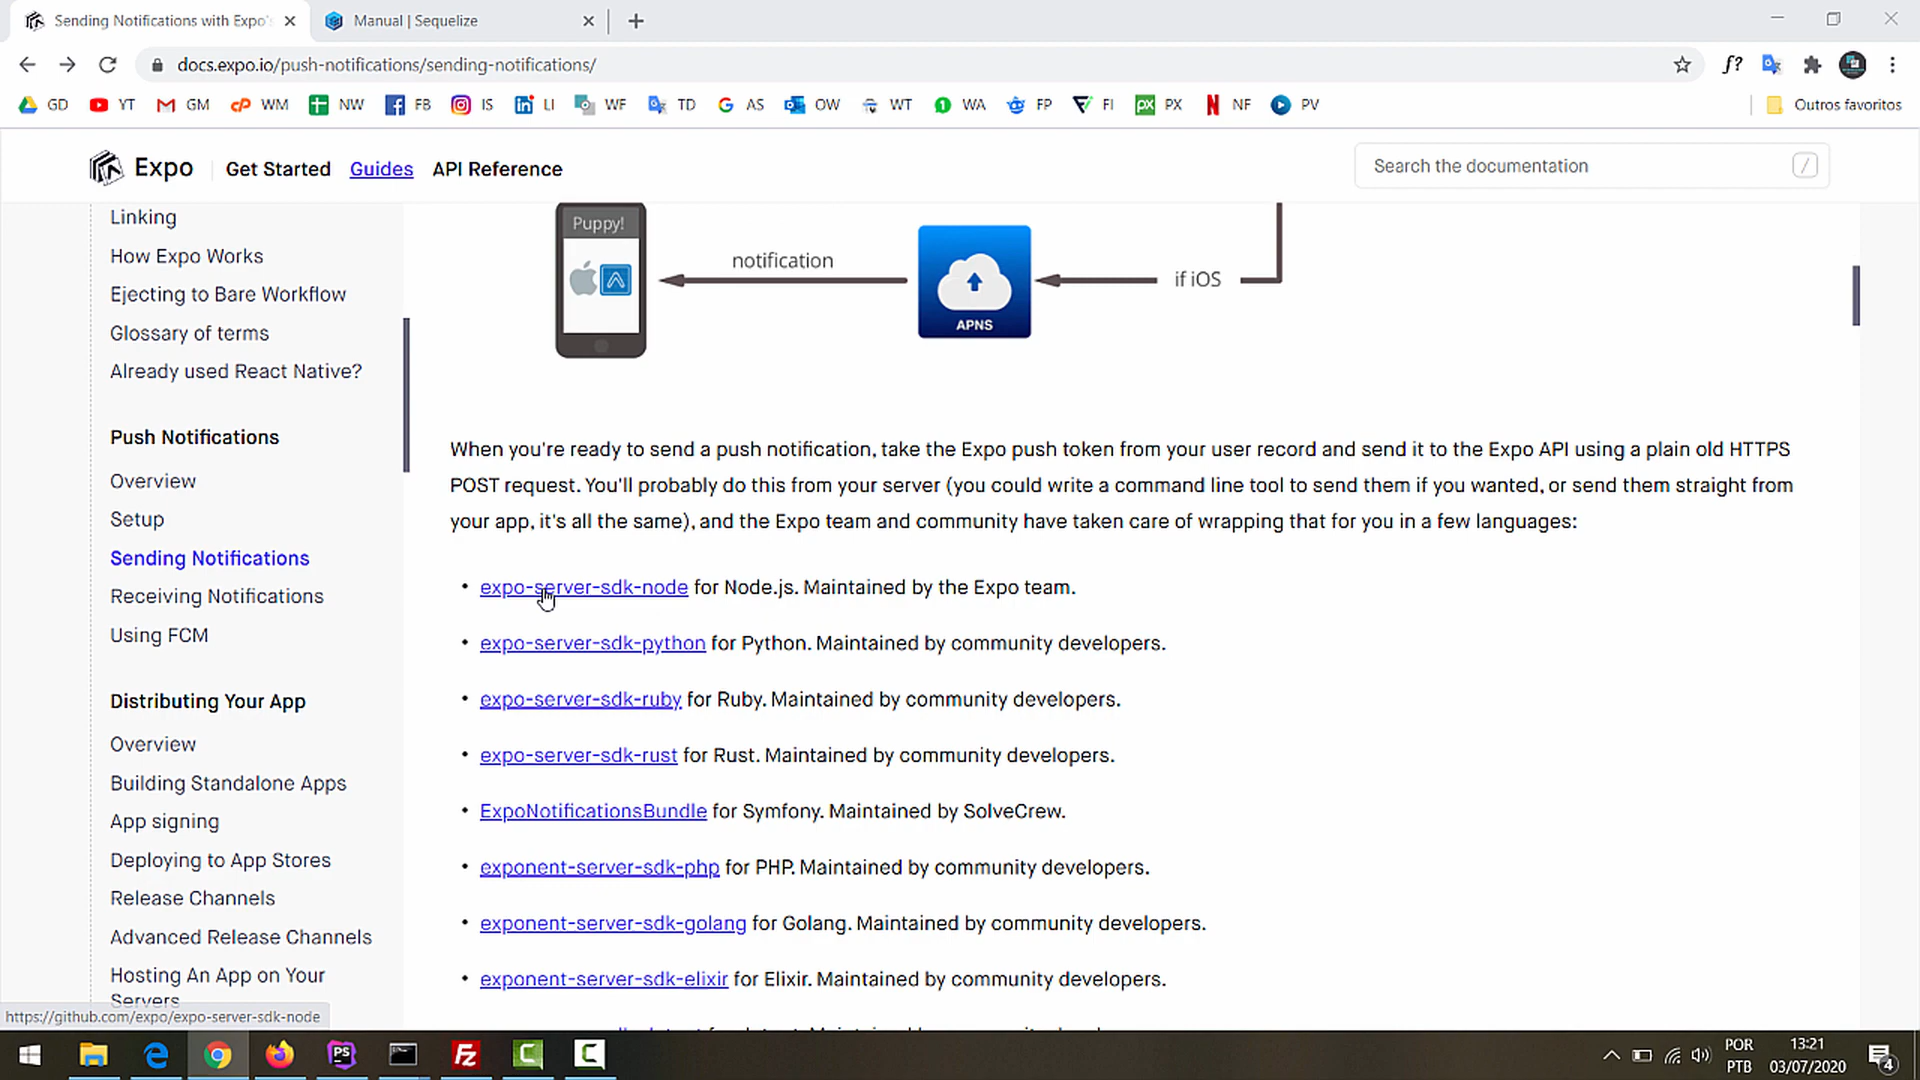 Sending Notifications with Expo's
Manual | Sequelize
docs.expo.io/push-notifications/sending-notifications/
f?
GD YT GM WM NW FB IS LI WF TD AS OW WT WA FP FI PX NF PV Outros favoritos
Expo Get Started Guides API Reference
Search the documentation /
Linking
How Expo Works
Ejecting to Bare Workflow
Glossary of terms
Already used React Native?
Push Notifications
Overview
Setup
Sending Notifications
Receiving Notifications
Using FCM
Distributing Your App
Overview
Building Standalone Apps
App signing
Deploying to App Stores
Release Channels
Advanced Release Channels
Hosting An App on Your
Servers
Puppy!
notification
APNS
if iOS
When you're ready to send a push notification, take the Expo push token from your user record and send it to the Expo API using a plain old HTTPS
POST request. You'll probably do this from your server (you could write a command line tool to send them if you wanted, or send them straight from
your app, it's all the same), and the Expo team and community have taken care of wrapping that for you in a few languages:
• expo-server-sdk-node for Node.js. Maintained by the Expo team.
• expo-server-sdk-python for Python. Maintained by community developers.
• expo-server-sdk-ruby for Ruby. Maintained by community developers.
• expo-server-sdk-rust for Rust. Maintained by community developers.
• ExpoNotificationsBundle for Symfony. Maintained by SolveCrew.
• exponent-server-sdk-php for PHP. Maintained by community developers.
• exponent-server-sdk-golang for Golang. Maintained by community developers.
• exponent-server-sdk-elixir for Elixir. Maintained by community developers.
https://github.com/expo/expo-server-sdk-node
POR
PTB
13:21
03/07/2020
4